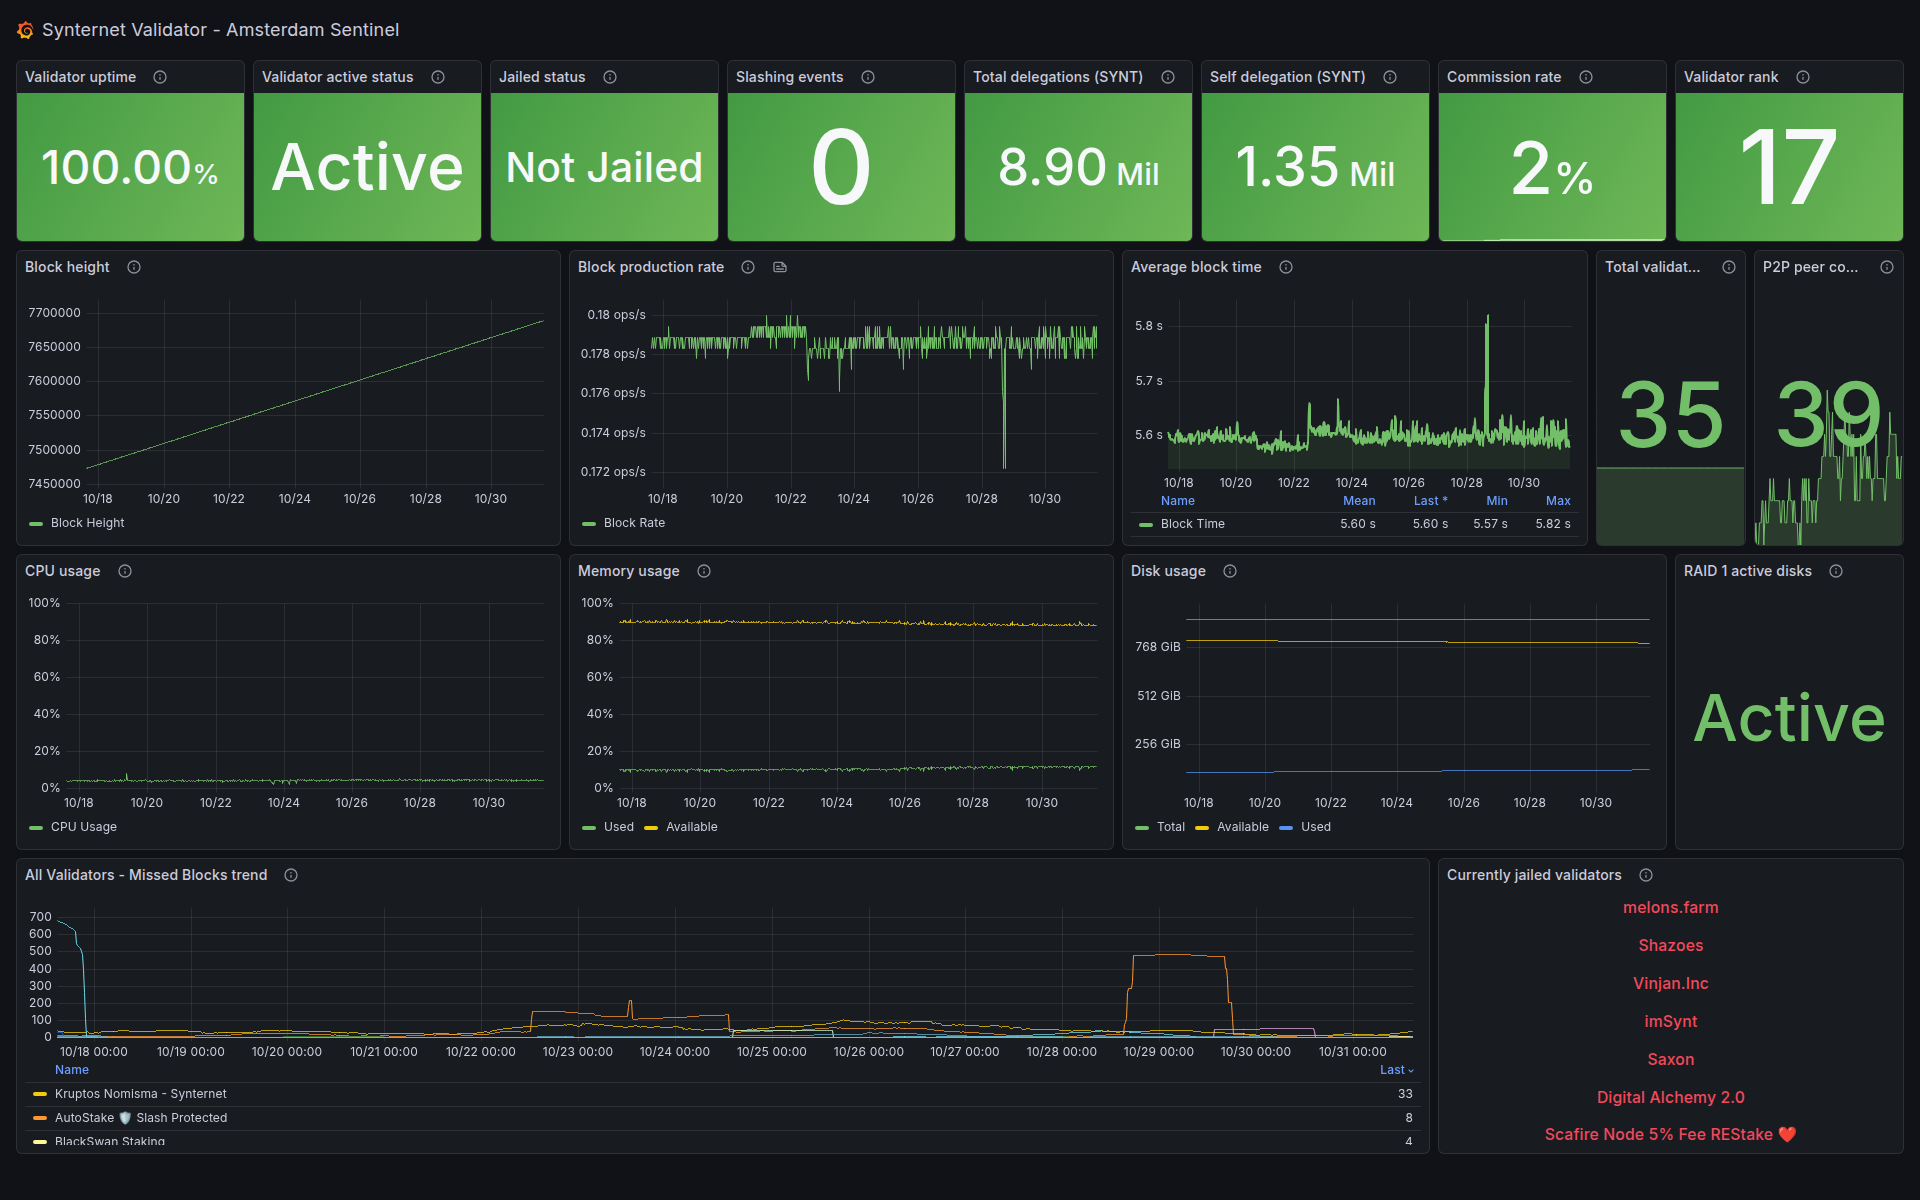 Synternet Validator - Amsterdam Sentinel
Validator uptime
100.00%
Validator active status
Active
Jailed status
Not Jailed
Slashing events
0
Total delegations (SYNT)
8.90 Mil
Self delegation (SYNT)
1.35 Mil
Commission rate
2%
Validator rank
17
Block height
7700000
7650000
7600000
7550000
7500000
7450000
10/18 10/20 10/22 10/24 10/26 10/28 10/30
Block Height
Block production rate
0.18 ops/s
0.178 ops/s
0.176 ops/s
0.174 ops/s
0.172 ops/s
10/18 10/20 10/22 10/24 10/26 10/28 10/30
Block Rate
Average block time
5.8 s
5.7 s
5.6 s
10/18 10/20 10/22 10/24 10/26 10/28 10/30
Name Mean Last * Min Max
Block Time 5.60 s 5.60 s 5.57 s 5.82 s
Total validat...
35
P2P peer co...
39
CPU usage
100%
80%
60%
40%
20%
0%
10/18 10/20 10/22 10/24 10/26 10/28 10/30
CPU Usage
Memory usage
100%
80%
60%
40%
20%
0%
10/18 10/20 10/22 10/24 10/26 10/28 10/30
Used Available
Disk usage
768 GiB
512 GiB
256 GiB
10/18 10/20 10/22 10/24 10/26 10/28 10/30
Total Available Used
RAID 1 active disks
Active
All Validators - Missed Blocks trend
700
600
500
400
300
200
100
0
10/18 00:00 10/19 00:00 10/20 00:00 10/21 00:00 10/22 00:00 10/23 00:00 10/24 00:00 10/25 00:00 10/26 00:00 10/27 00:00 10/28 00:00 10/29 00:00 10/30 00:00 10/31 00:00
Name Last
Kruptos Nomisma - Synternet 33
AutoStake 🛡️ Slash Protected 8
BlackSwan Staking 4
Currently jailed validators
melons.farm
Shazoes
Vinjan.Inc
imSynt
Saxon
Digital Alchemy 2.0
Scafire Node 5% Fee REStake ❤️